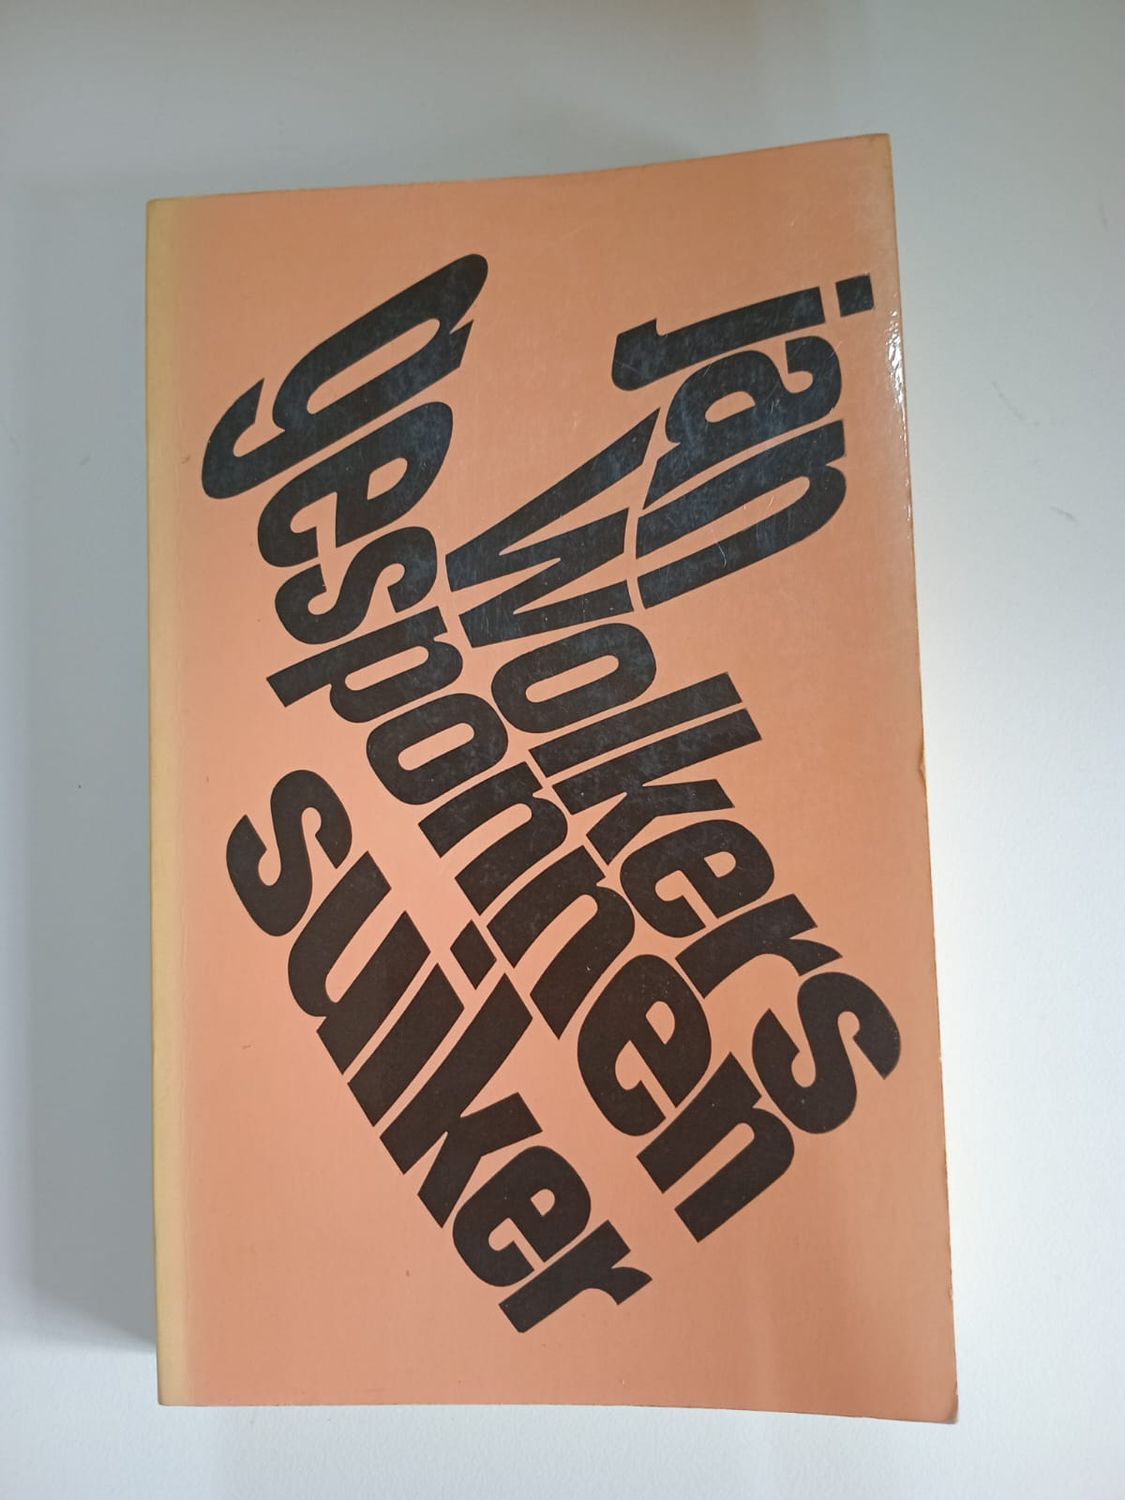 jan
wolkers
gesponnen
suiker